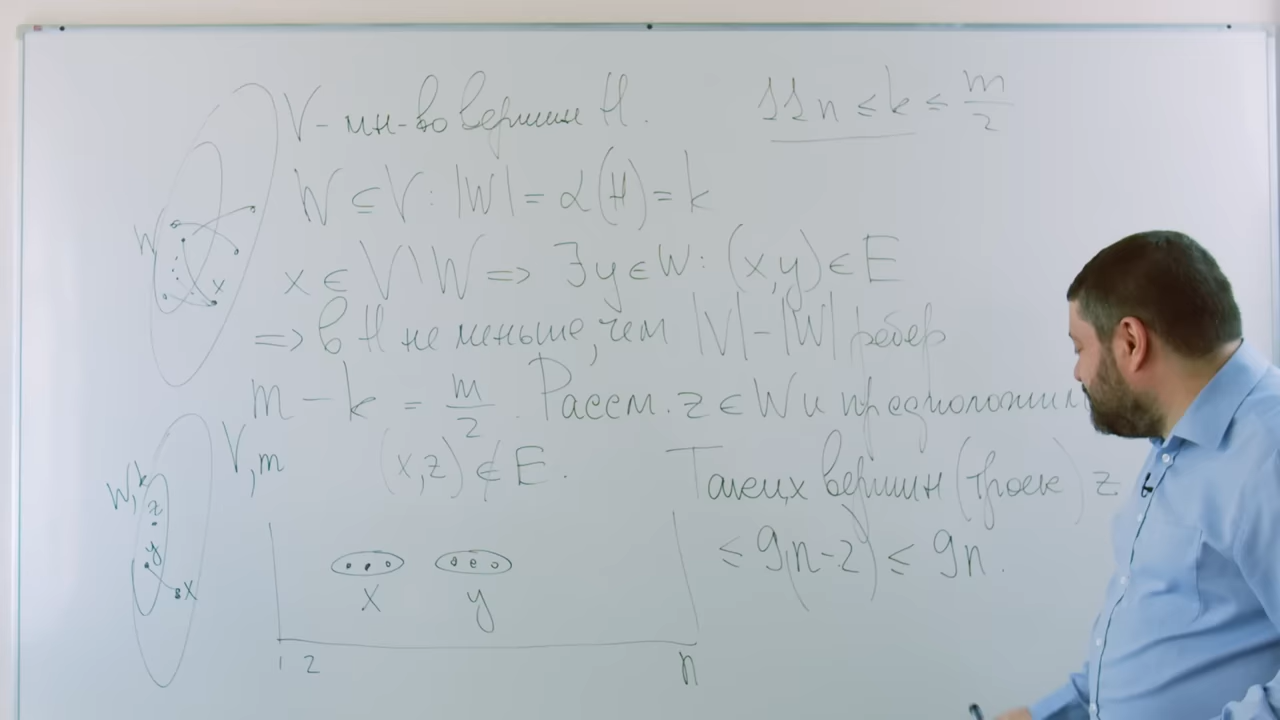 V - мн-во вершин H.
11n ≤ k ≤ m/2
W ⊆ V: |W| = α(H) = k
W
x
x ∈ V \ W => ∃ y ∈ W: (x,y) ∈ E
=> в H не меньше, чем |V| - |W| ребер
m - k = m/2. Рассм. z ∈ W и предположим
V, m
(x,z) ∉ E.
W, k
z
y
x
Таких вершин (троек) z
≤ 9(n-2) ≤ 9n.
x y
1 2 n